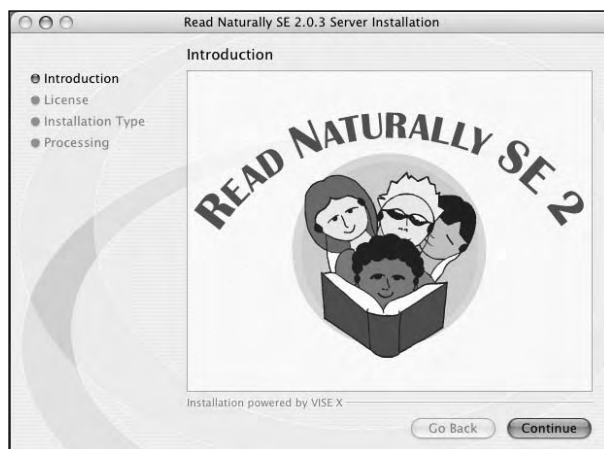 Read Naturally SE 2.0.3 Server Installation
Introduction
Introduction
License
Installation Type
Processing
READ NATURALLY SE 2
Installation powered by VISE X
Go Back
Continue